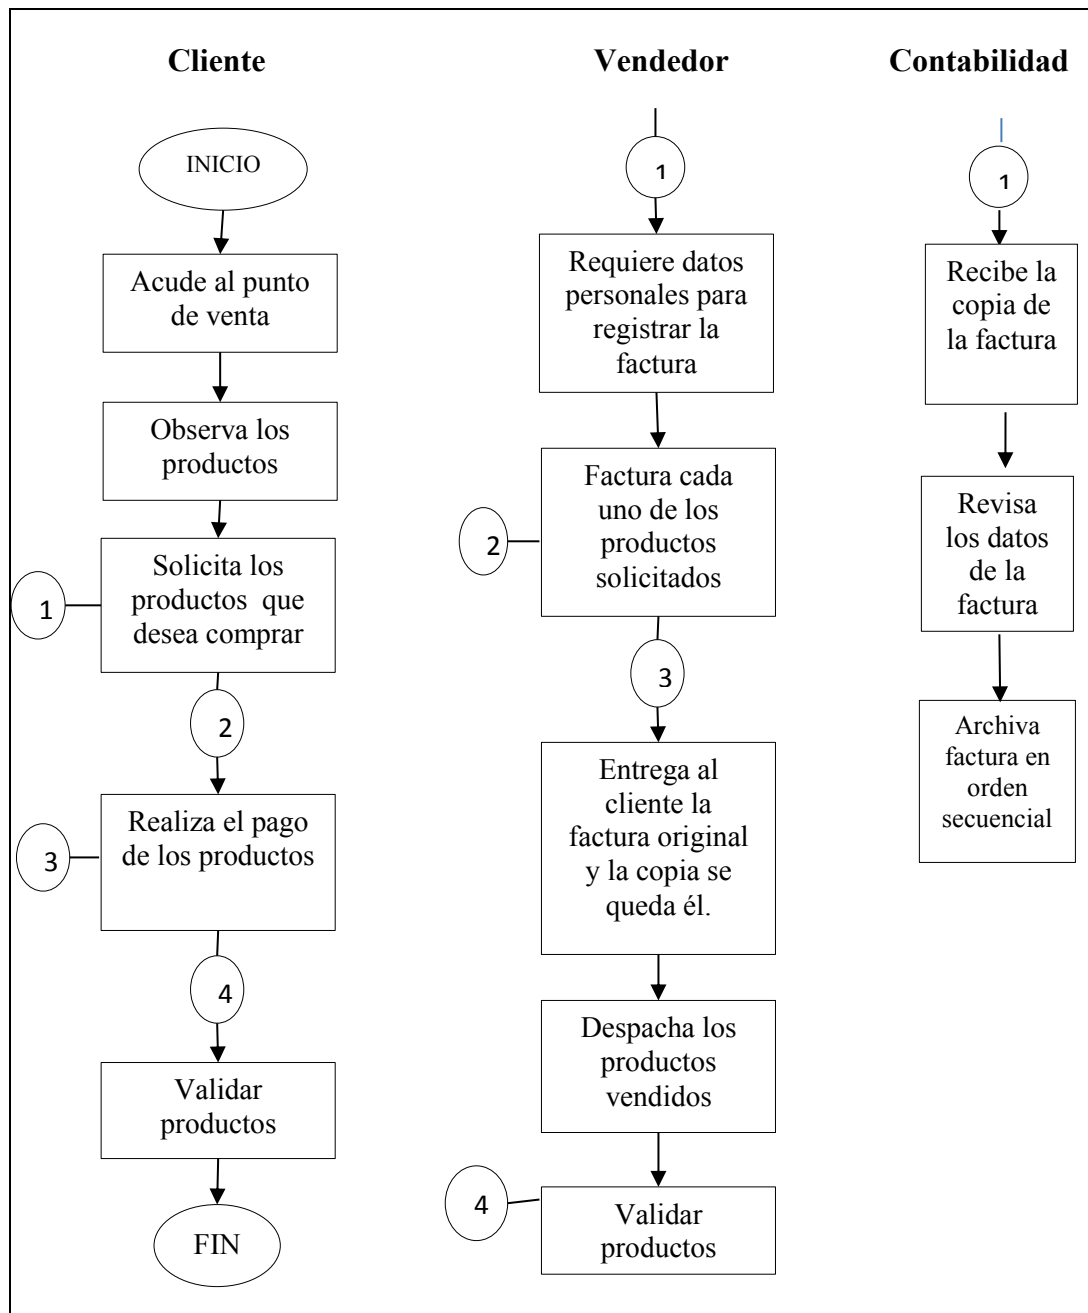 Cliente
INICIO
Acude al punto
de venta
Observa los
productos
Solicita los
productos que
desea comprar
1
2
Realiza el pago
de los productos
3
4
Validar
productos
FIN
Vendedor
1
Requiere datos
personales para
registrar la
factura
Factura cada
uno de los
productos
solicitados
2
3
Entrega al
cliente la
factura original
y la copia se
queda él.
Despacha los
productos
vendidos
4
Validar
productos
Contabilidad
1
Recibe la
copia de
la factura
Revisa
los datos
de la
factura
Archiva
factura en
orden
secuencial